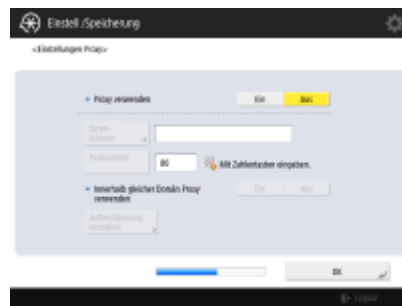 Einstell./Speicherung
<Einstellungen Proxy>
Proxy verwenden
Ein
Aus
Server-
adresse
Portnummer
80
Mit Zahlentasten eingeben.
Innerhalb gleicher Domän Proxy
verwenden
Ein
Aus
Authentisierung
einstellen
OK
Logout